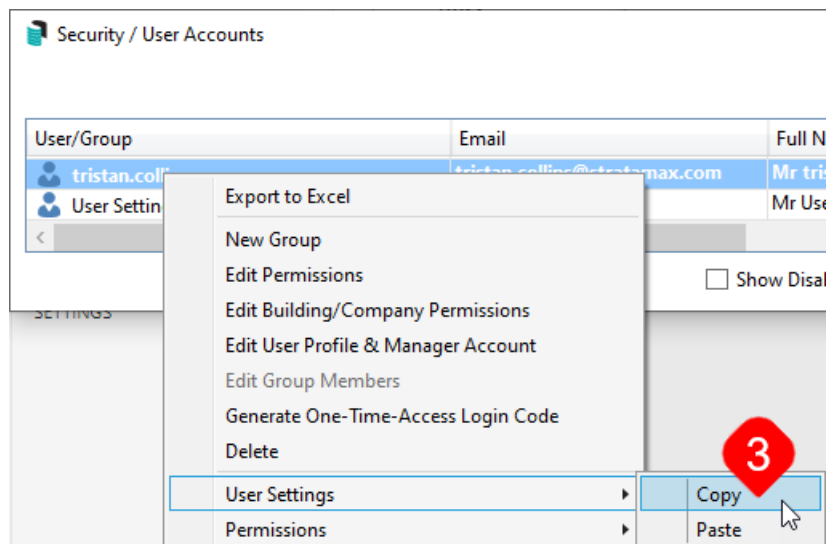 Security / User Accounts
User/Group Email Full N
tristan.coll tristan.collins@stratamax.com Mr tris
User Settin Mr Use
Export to Excel
New Group
Edit Permissions
Show Disal
Edit Building/Company Permissions
SETTINGS
Edit User Profile & Manager Account
Edit Group Members
Generate One-Time-Access Login Code
Delete
3
User Settings Copy
Permissions Paste